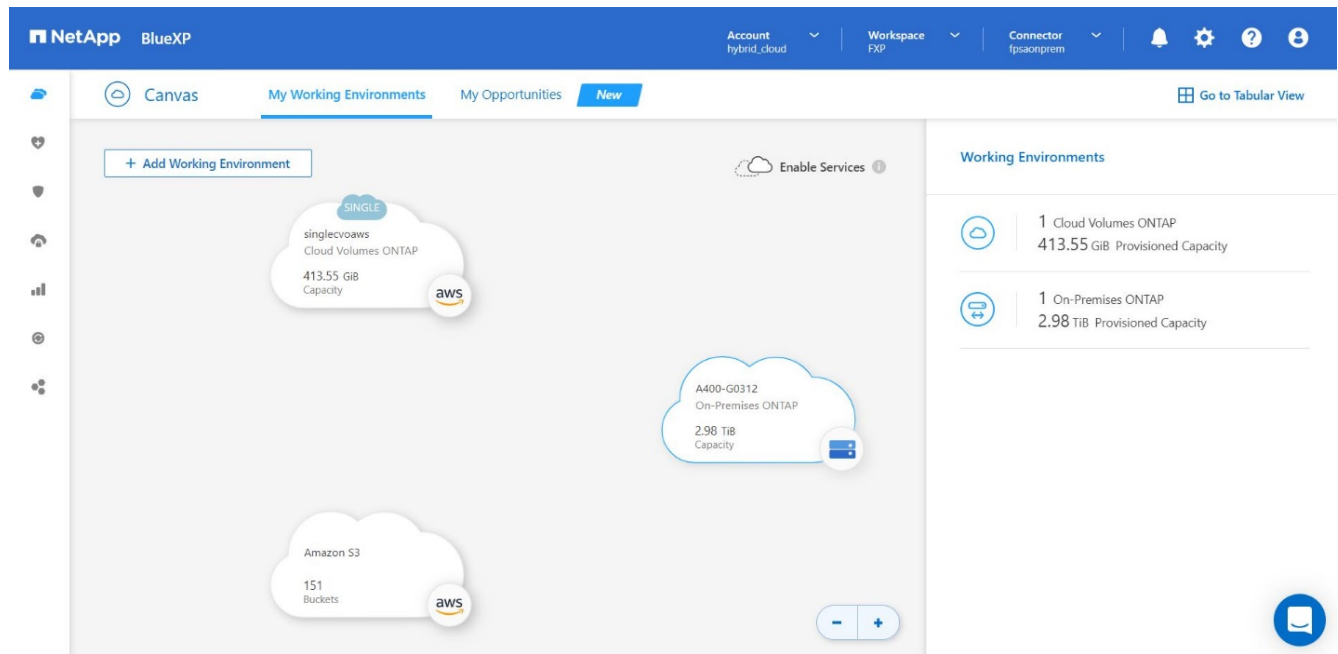 NetApp BlueXP
Account
hybrid_cloud
Workspace
FXP
Connector
fpsaonprem
Canvas
My Working Environments
My Opportunities
New
Go to Tabular View
+ Add Working Environment
Enable Services
SINGLE
singlecvoaws
Cloud Volumes ONTAP
413.55 GiB
Capacity
aws
A400-G0312
On-Premises ONTAP
2.98 TiB
Capacity
Amazon S3
151
Buckets
aws
Working Environments
1 Cloud Volumes ONTAP
413.55 GiB Provisioned Capacity
1 On-Premises ONTAP
2.98 TiB Provisioned Capacity